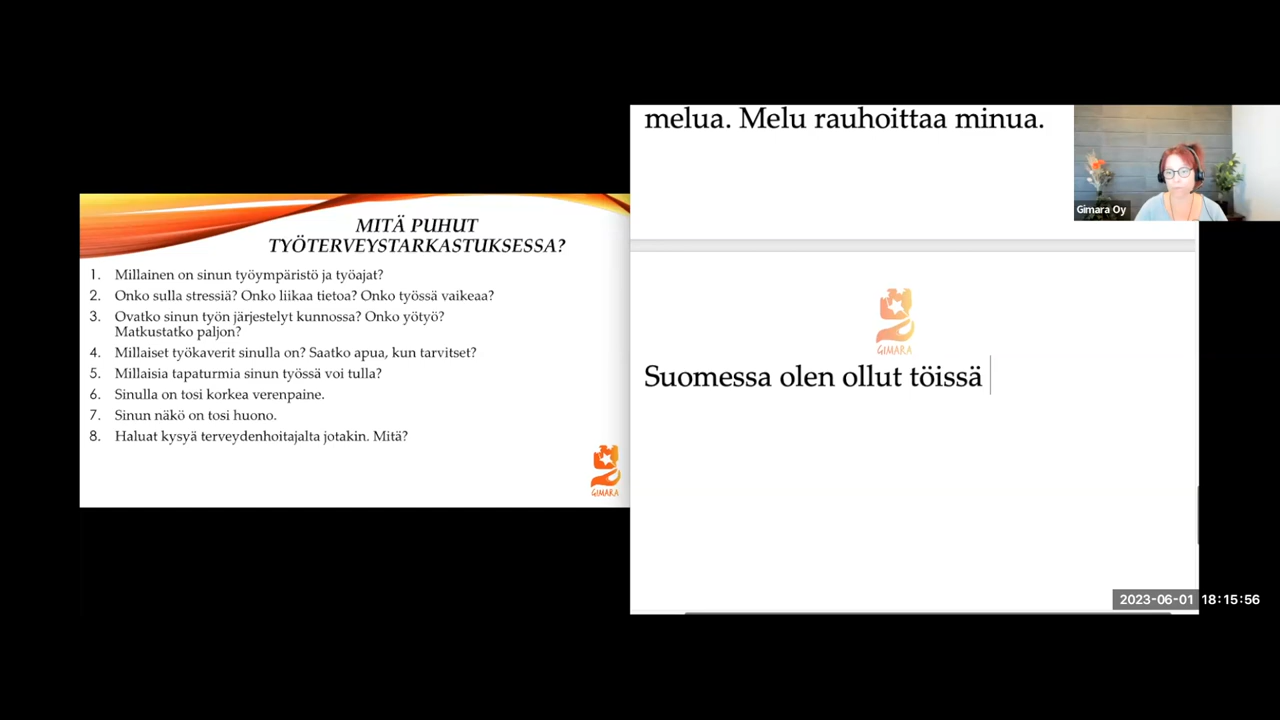 MITÄ PUHUT
TYÖTERVEYSTARKASTUKSESSA?
1. Millainen on sinun työympäristö ja työajat?
2. Onko sulla stressiä? Onko liikaa tietoa? Onko työssä vaikeaa?
3. Ovatko sinun työn järjestelyt kunnossa? Onko yötyö?
Matkustatko paljon?
4. Millaiset työkaverit sinulla on? Saatko apua, kun tarvitset?
5. Millaisia tapaturmia sinun työssä voi tulla?
6. Sinulla on tosi korkea verenpaine.
7. Sinun näkö on tosi huono.
8. Haluat kysyä terveydenhoitajalta jotakin. Mitä?
GIMARA
melua. Melu rauhoittaa minua.
Gimara Oy
GIMARA
Suomessa olen ollut töissä
2023-06-01 18:15:56